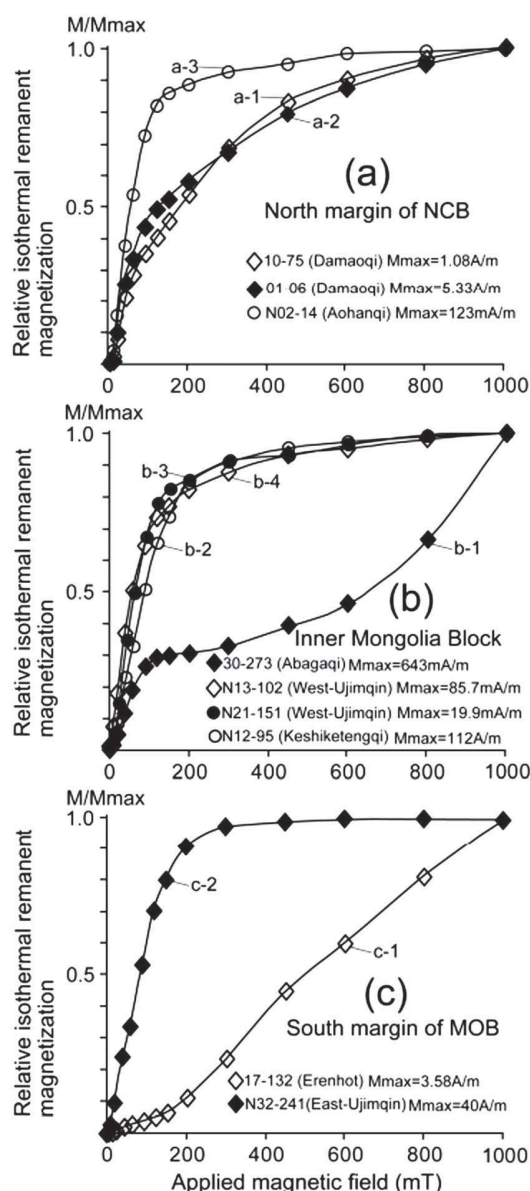 M/Mmax
Relative isothermal remanent
magnetization
1.0
0.5
a-3
a-1
a-2
(a)
North margin of NCB
10-75 (Damaoqi) Mmax=1.08A/m
01-06 (Damaoqi) Mmax=5.33A/m
N02-14 (Aohanqi) Mmax=123mA/m
0 200 400 600 800 1000
M/Mmax
Relative isothermal remanent
magnetization
1.0
0.5
b-3
b-4
b-2
b-1
(b)
Inner Mongolia Block
30-273 (Abagaqi) Mmax=643mA/m
N13-102 (West-Ujimqin) Mmax=85.7mA/m
N21-151 (West-Ujimqin) Mmax=19.9mA/m
N12-95 (Keshiketengqi) Mmax=112A/m
0 200 400 600 800 1000
M/Mmax
Relative isothermal remanent
magnetization
1.0
0.5
c-2
c-1
(c)
South margin of MOB
17-132 (Erenhot) Mmax=3.58A/m
N32-241(East-Ujimqin) Mmax=40A/m
0 200 400 600 800 1000
Applied magnetic field (mT)